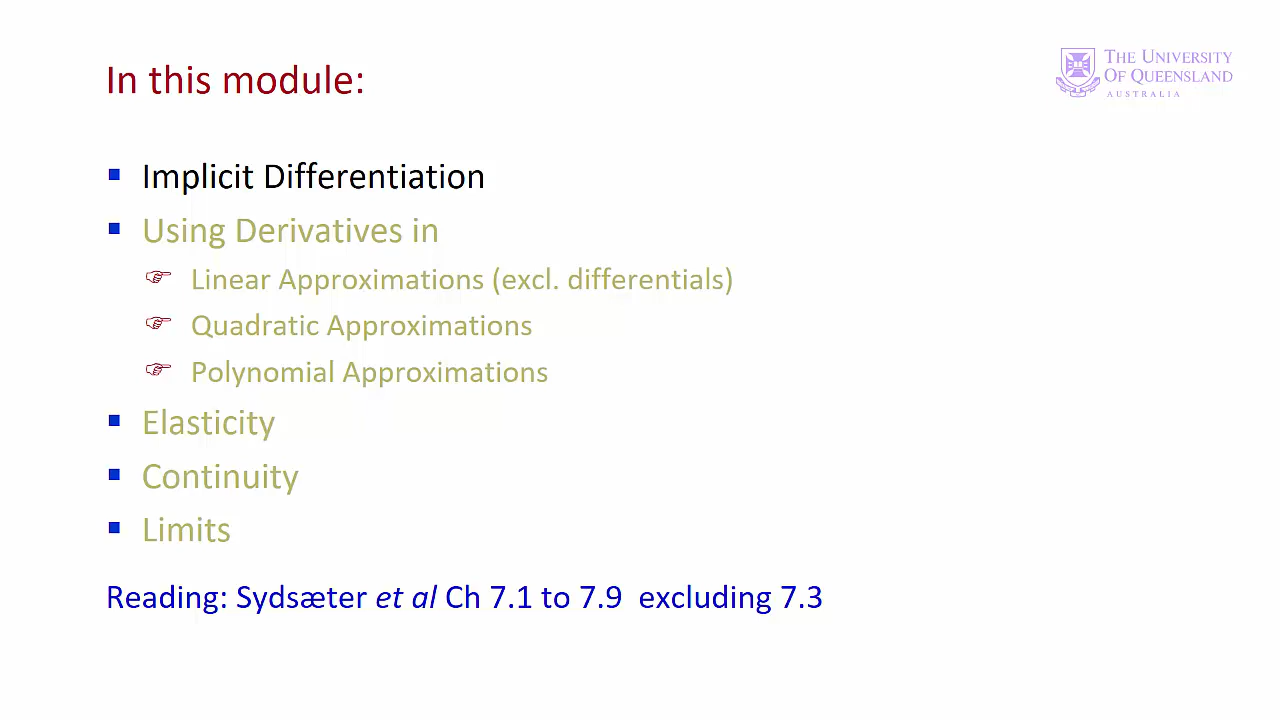 In this module:
THE UNIVERSITY
OF QUEENSLAND
AUSTRALIA
Implicit Differentiation
Using Derivatives in
Linear Approximations (excl. differentials)
Quadratic Approximations
Polynomial Approximations
Elasticity
Continuity
Limits
Reading: Sydsæter et al Ch 7.1 to 7.9 excluding 7.3